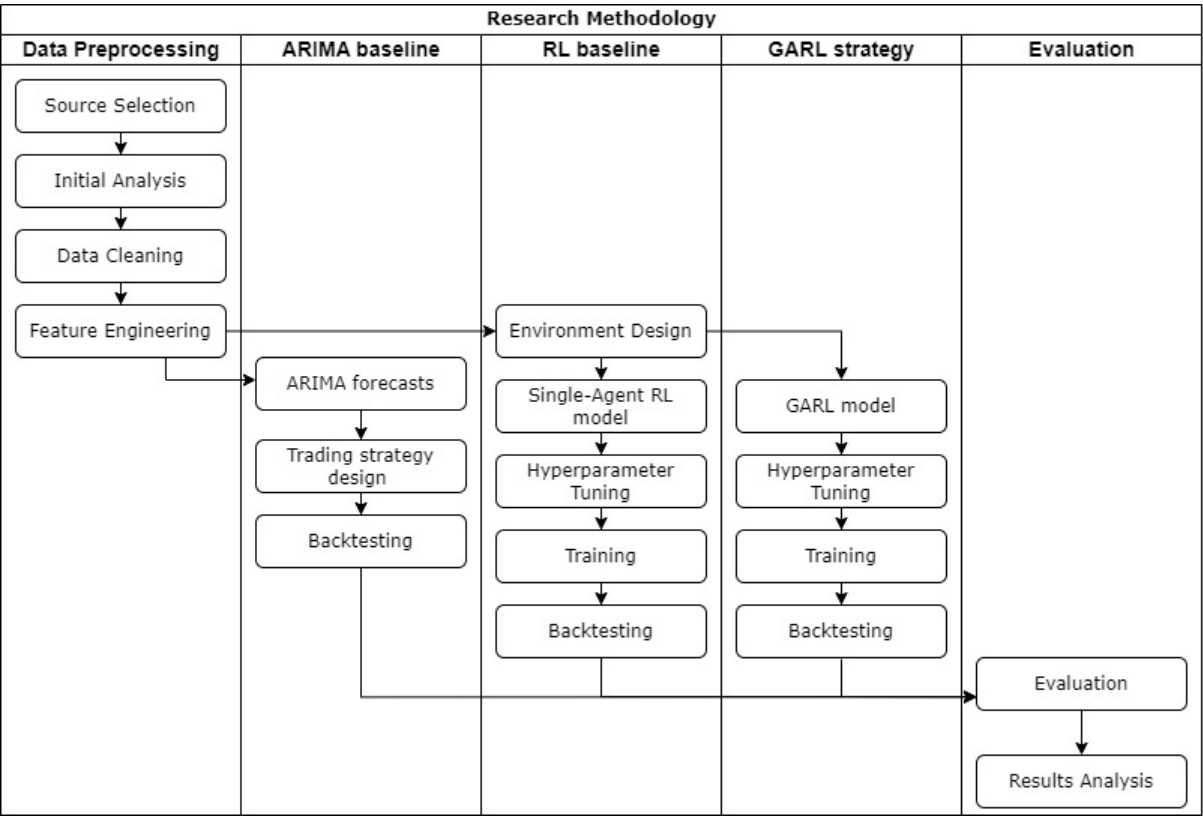 Research Methodology
Data Preprocessing
ARIMA baseline
RL baseline
GARL strategy
Evaluation
Source Selection
Initial Analysis
Data Cleaning
Feature Engineering
ARIMA forecasts
Trading strategy
design
Backtesting
Environment Design
Single-Agent RL
model
Hyperparameter
Tuning
Training
Backtesting
GARL model
Hyperparameter
Tuning
Training
Backtesting
Evaluation
Results Analysis